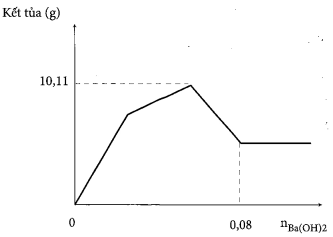 Kết tủa (g)
10,11
0
0,08
nBa(OH)2